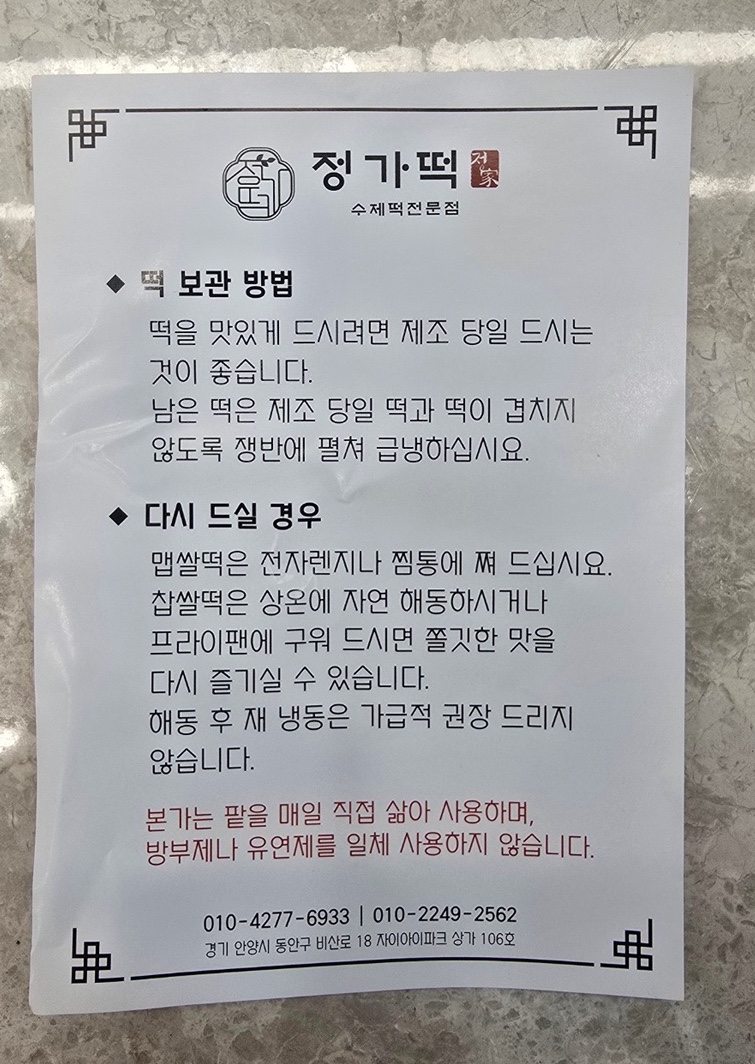 정가떡 정家
수제떡전문점
◆ 떡 보관 방법
떡을 맛있게 드시려면 제조 당일 드시는
것이 좋습니다.
남은 떡은 제조 당일 떡과 떡이 겹치지
않도록 쟁반에 펼쳐 급냉하십시요.
◆ 다시 드실 경우
맵쌀떡은 전자렌지나 찜통에 쪄 드십시요.
찹쌀떡은 상온에 자연 해동하시거나
프라이팬에 구워 드시면 쫄깃한 맛을
다시 즐기실 수 있습니다.
해동 후 재 냉동은 가급적 권장 드리지
않습니다.
본가는 팥을 매일 직접 삶아 사용하며,
방부제나 유연제를 일체 사용하지 않습니다.
010-4277-6933 | 010-2249-2562
경기 안양시 동안구 비산로 18 자이아이파크 상가 106호